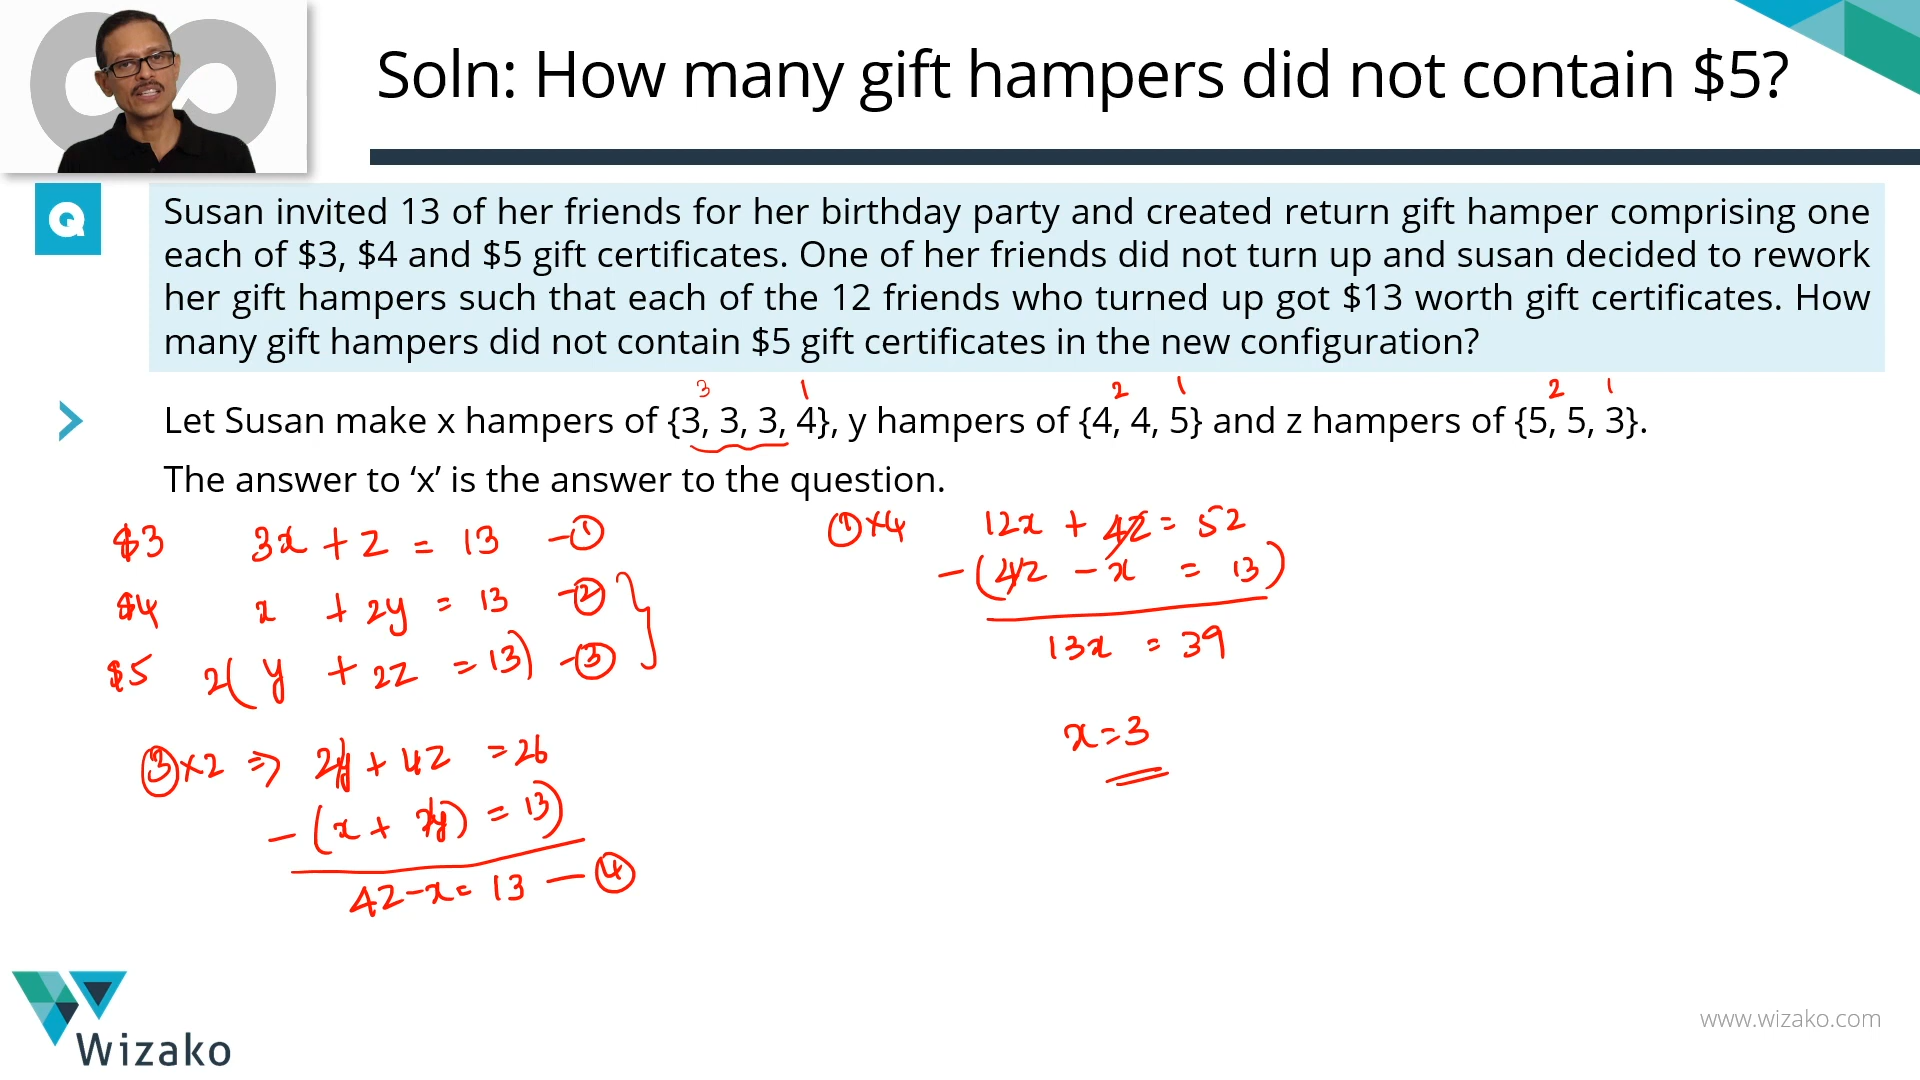 Soln: How many gift hampers did not contain $5?
Q
Susan invited 13 of her friends for her birthday party and created return gift hamper comprising one
each of $3, $4 and $5 gift certificates. One of her friends did not turn up and susan decided to rework
her gift hampers such that each of the 12 friends who turned up got $13 worth gift certificates. How
many gift hampers did not contain $5 gift certificates in the new configuration?
3 1 2 1 2 1
Let Susan make x hampers of {3, 3, 3, 4}, y hampers of {4, 4, 5} and z hampers of {5, 5, 3}.
The answer to ‘x’ is the answer to the question.
$3 3x + z = 13 - ①
$4 x + 2y = 13 - ②
$5 2( y + 2z = 13) - ③
③ x 2 ⇒ 2y + 4z = 26
- (x + 2y) = 13)
4z - x = 13 — ④
① x 4 12x + 4z = 52
- (4z - x = 13)
13x = 39
x = 3
Wizako
www.wizako.com